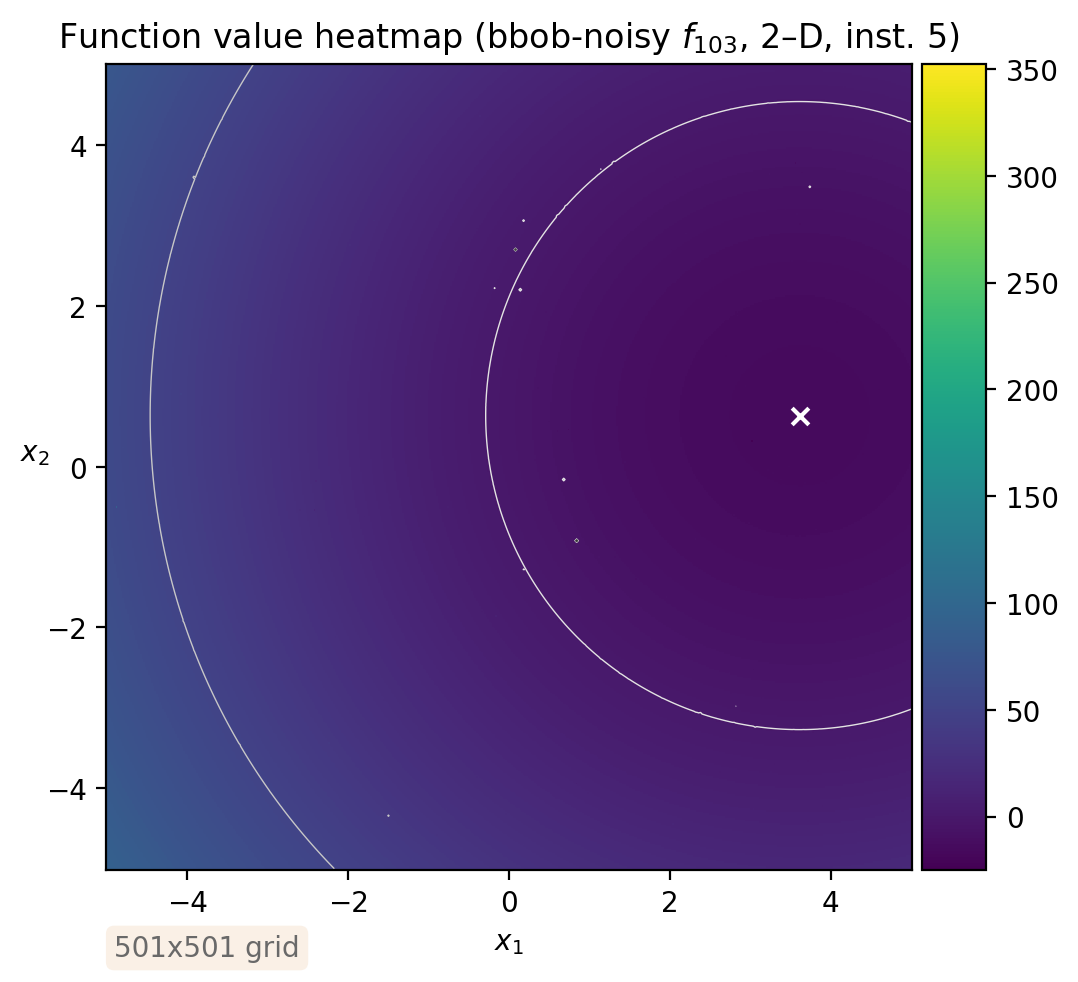 Function value heatmap (bbob-noisy f₁₀₃, 2–D, inst. 5)
350
300
250
200
150
100
50
0
4
2
0
−2
−4
x₂
−4 −2 0 2 4
x₁
501x501 grid